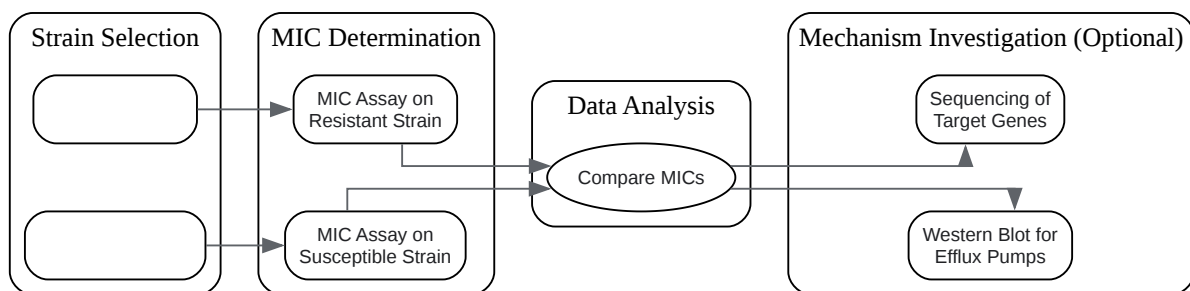 Strain Selection
MIC Determination
MIC Assay on
Resistant Strain
MIC Assay on
Susceptible Strain
Data Analysis
Compare MICs
Mechanism Investigation (Optional)
Sequencing of
Target Genes
Western Blot for
Efflux Pumps